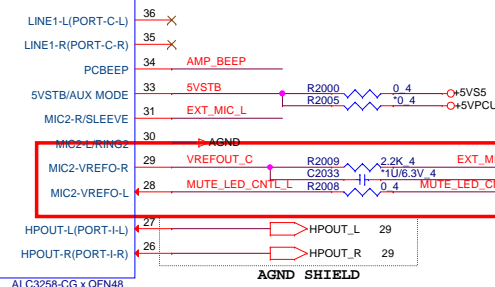 LINE1-L(PORT-C-L) 36
LINE1-R(PORT-C-R) 35
PCBEEP 34 AMP_BEEP
5VSTB/AUX MODE 33 5VSTB R2000 0_4 +5VS5
R2005 *0_4 +5VPCU
MIC2-R/SLEEVE 31 EXT_MIC_L
MIC2-L/RING2 30 AGND
MIC2-VREFO-R 29 VREFOUT_C R2009 2.2K_4
C2033 *1U/6.3V_4
MIC2-VREFO-L 28 MUTE_LED_CNTL_L R2008 0_4
HPOUT-L(PORT-I-L) 27 HPOUT_L 29
HPOUT-R(PORT-I-R) 26 HPOUT_R 29
AGND SHIELD
ALC3258-CG x QFN48